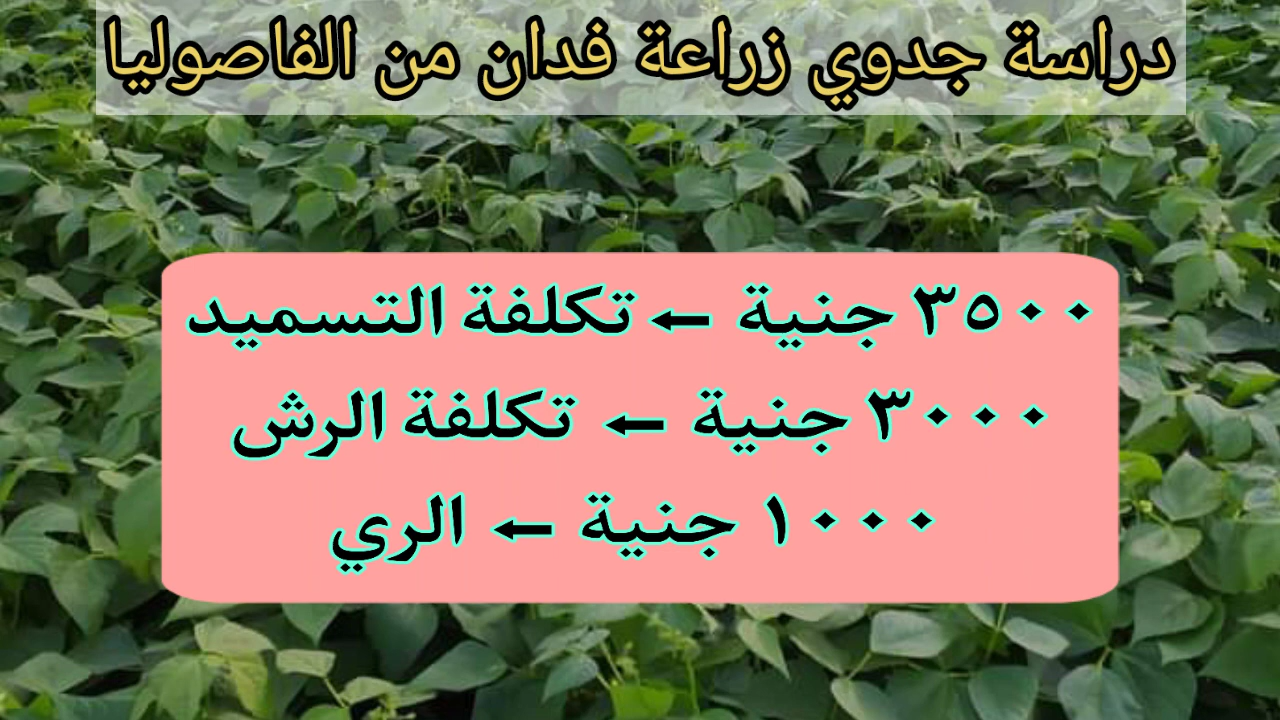 دراسة جدوي زراعة فدان من الفاصوليا
٣٥٠٠ جنية ← تكلفة التسميد
٣٠٠٠ جنية ← تكلفة الرش
١٠٠٠ جنية ← الري